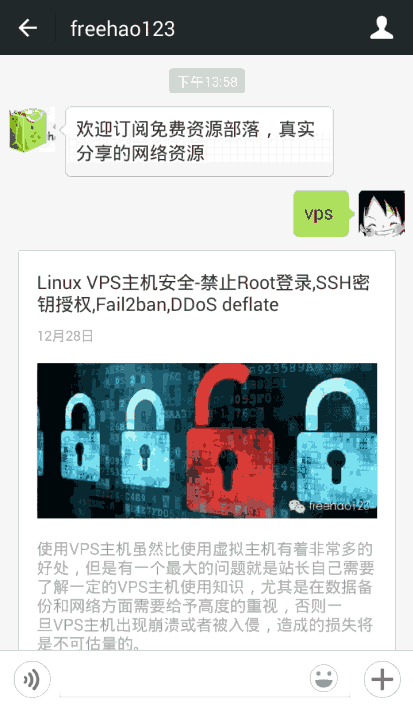 freehao123
下午13:58
欢迎订阅免费资源部落，真实
分享的网络资源
vps
Linux VPS主机安全-禁止Root登录,SSH密
钥授权,Fail2ban,DDoS deflate
12月28日
freehao123
使用VPS主机虽然比使用虚拟主机有着非常多的
好处，但是有一个最大的问题就是站长自己需要
了解一定的VPS主机使用知识，尤其是在数据备
份和网络方面需要给予高度的重视，否则一
旦VPS主机出现崩溃或者被入侵，造成的损失将
是不可估量的。